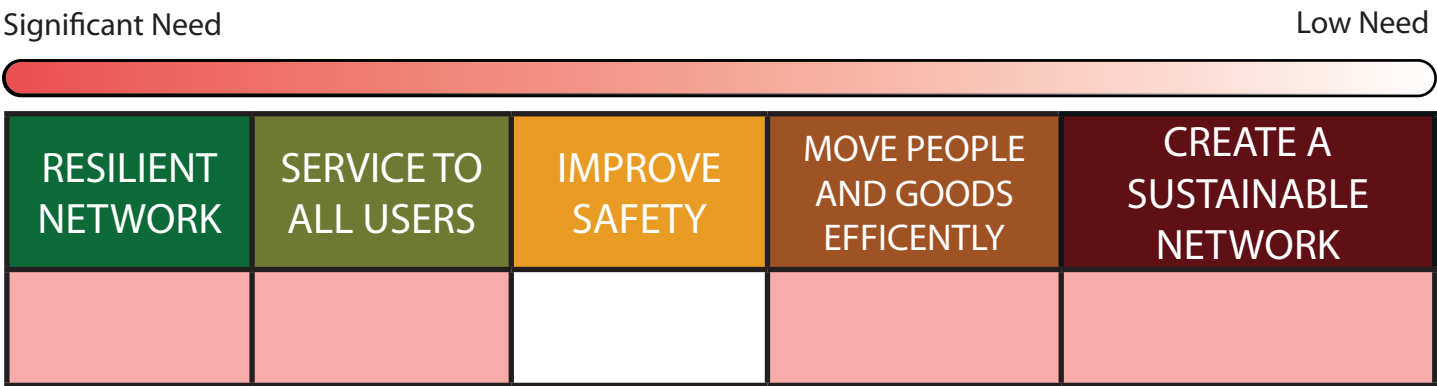 Significant Need
Low Need
RESILIENT
NETWORK
SERVICE TO
ALL USERS
IMPROVE
SAFETY
MOVE PEOPLE
AND GOODS
EFFICENTLY
CREATE A
SUSTAINABLE
NETWORK